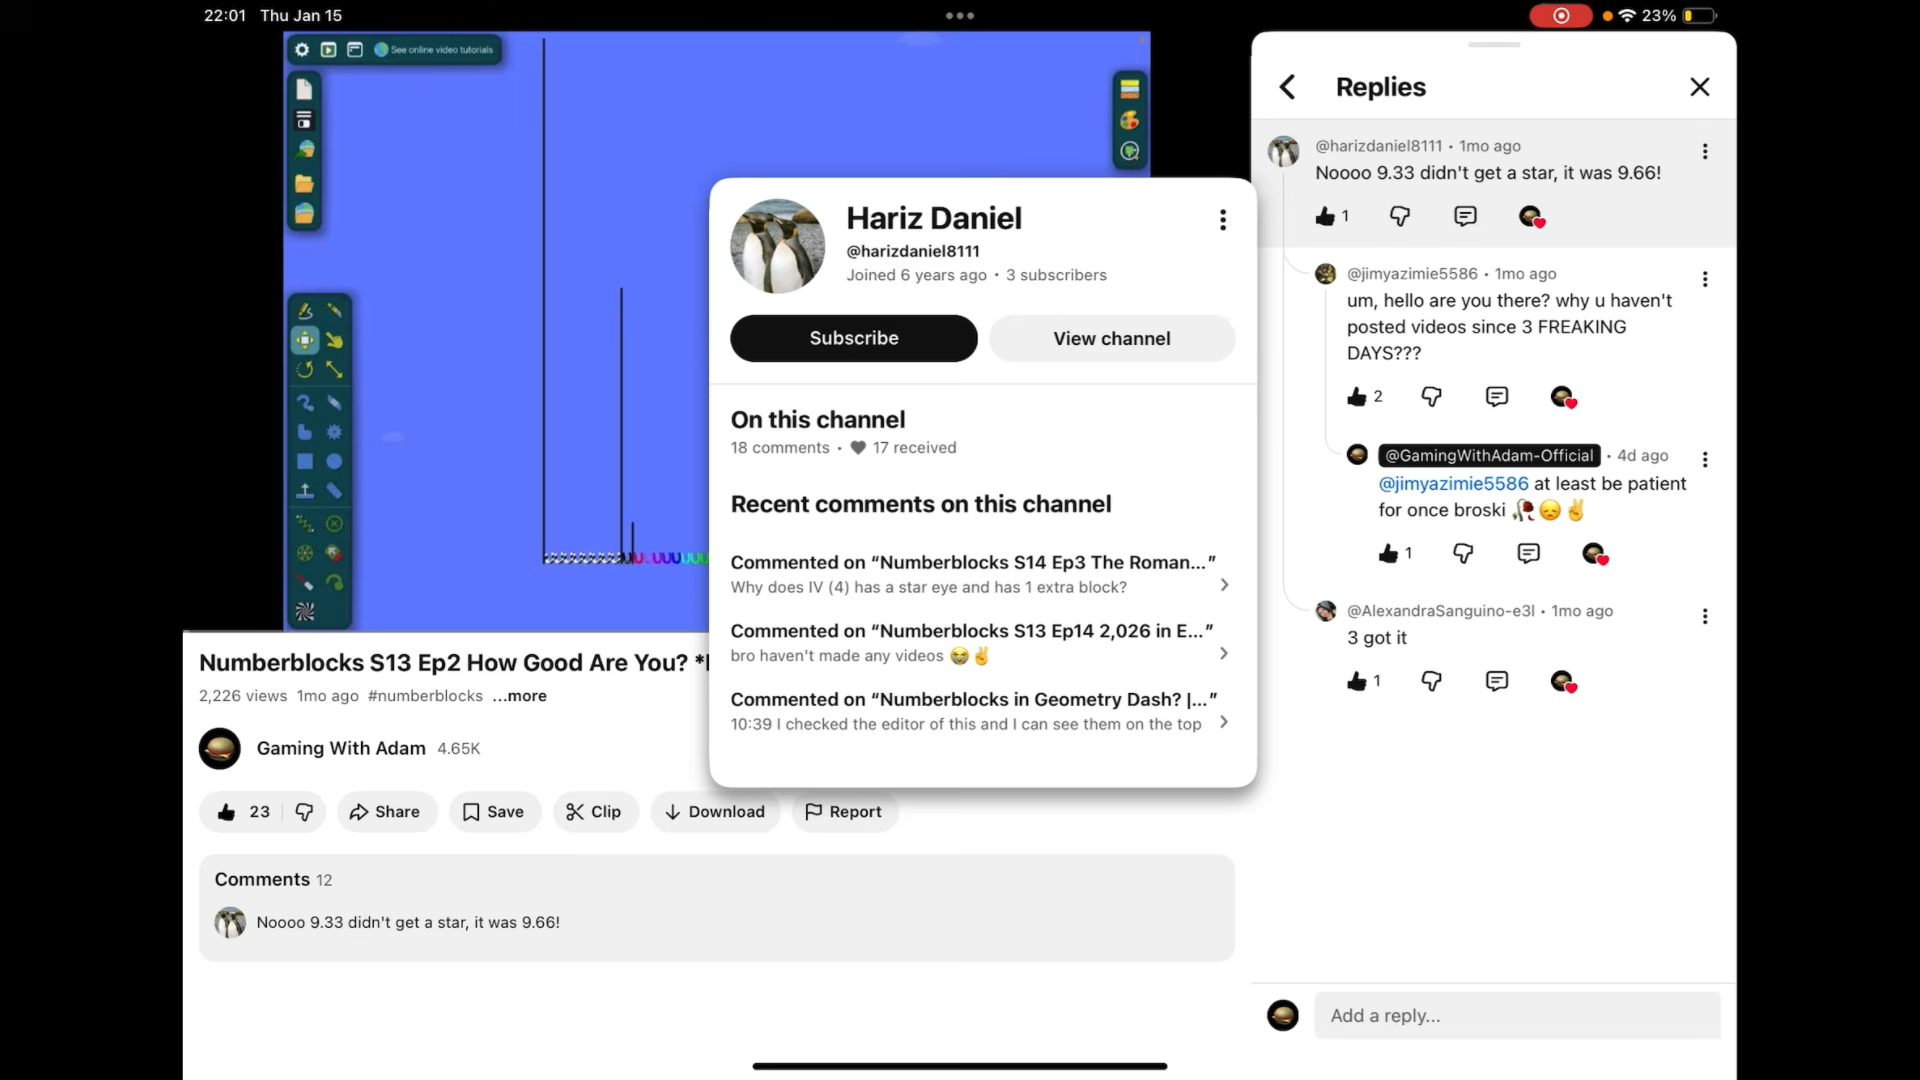 22:01 Thu Jan 15
23%
See online video tutorials
Replies
@harizdaniel8111 • 1mo ago
Noooo 9.33 didn't get a star, it was 9.66!
1
@jimyazimie5586 • 1mo ago
um, hello are you there? why u haven't
posted videos since 3 FREAKING
DAYS???
2
@GamingWithAdam-Official • 4d ago
@jimyazimie5586 at least be patient
for once broski 🥀😞✌️
1
@AlexandraSanguino-e3l • 1mo ago
3 got it
1
Add a reply...
Hariz Daniel
@harizdaniel8111
Joined 6 years ago • 3 subscribers
Subscribe
View channel
On this channel
18 comments • 17 received
Recent comments on this channel
Commented on “Numberblocks S14 Ep3 The Roman...”
Why does IV (4) has a star eye and has 1 extra block?
Commented on “Numberblocks S13 Ep14 2,026 in E...”
bro haven't made any videos 😭✌️
Commented on “Numberblocks in Geometry Dash? |...”
10:39 I checked the editor of this and I can see them on the top
Numberblocks S13 Ep2 How Good Are You?
2,226 views 1mo ago #numberblocks ...more
Gaming With Adam 4.65K
23
Share
Save
Clip
Download
Report
Comments 12
Noooo 9.33 didn't get a star, it was 9.66!